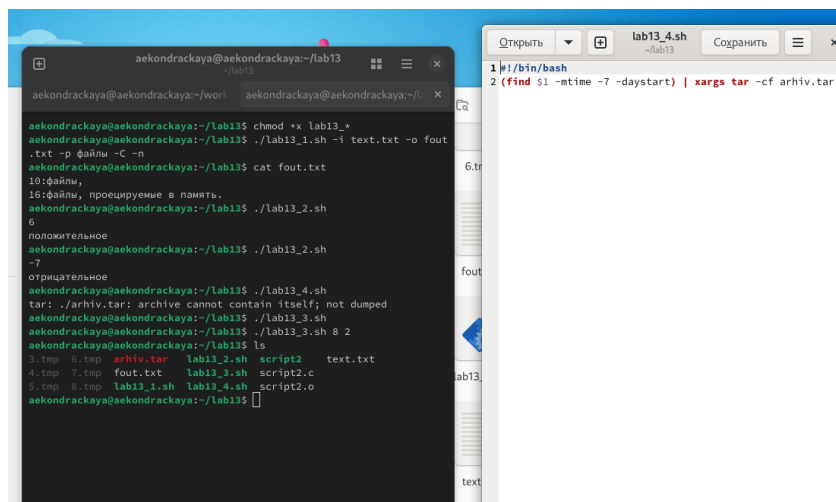 aekondrackaya@aekondrackaya:~/lab13
~/lab13
aekondrackaya@aekondrackaya:~/work
aekondrackaya@aekondrackaya:~/la
aekondrackaya@aekondrackaya:~/lab13$ chmod +x lab13_*
aekondrackaya@aekondrackaya:~/lab13$ ./lab13_1.sh -i text.txt -o fout
.txt -p файлы -C -n
aekondrackaya@aekondrackaya:~/lab13$ cat fout.txt
10:файлы,
16:файлы, проецируемые в память.
aekondrackaya@aekondrackaya:~/lab13$ ./lab13_2.sh
6
положительное
aekondrackaya@aekondrackaya:~/lab13$ ./lab13_2.sh
-7
отрицательное
aekondrackaya@aekondrackaya:~/lab13$ ./lab13_4.sh
tar: ./arhiv.tar: archive cannot contain itself; not dumped
aekondrackaya@aekondrackaya:~/lab13$ ./lab13_3.sh
aekondrackaya@aekondrackaya:~/lab13$ ./lab13_3.sh 8 2
aekondrackaya@aekondrackaya:~/lab13$ ls
3.tmp 6.tmp arhiv.tar lab13_2.sh script2 text.txt
4.tmp 7.tmp fout.txt lab13_3.sh script2.c
5.tmp 8.tmp lab13_1.sh lab13_4.sh script2.o
aekondrackaya@aekondrackaya:~/lab13$
6.tm
fout
lab13_
text
Открыть
lab13_4.sh
~/lab13
Сохранить
1 #!/bin/bash
2 (find $1 -mtime -7 -daystart) | xargs tar -cf arhiv.tar